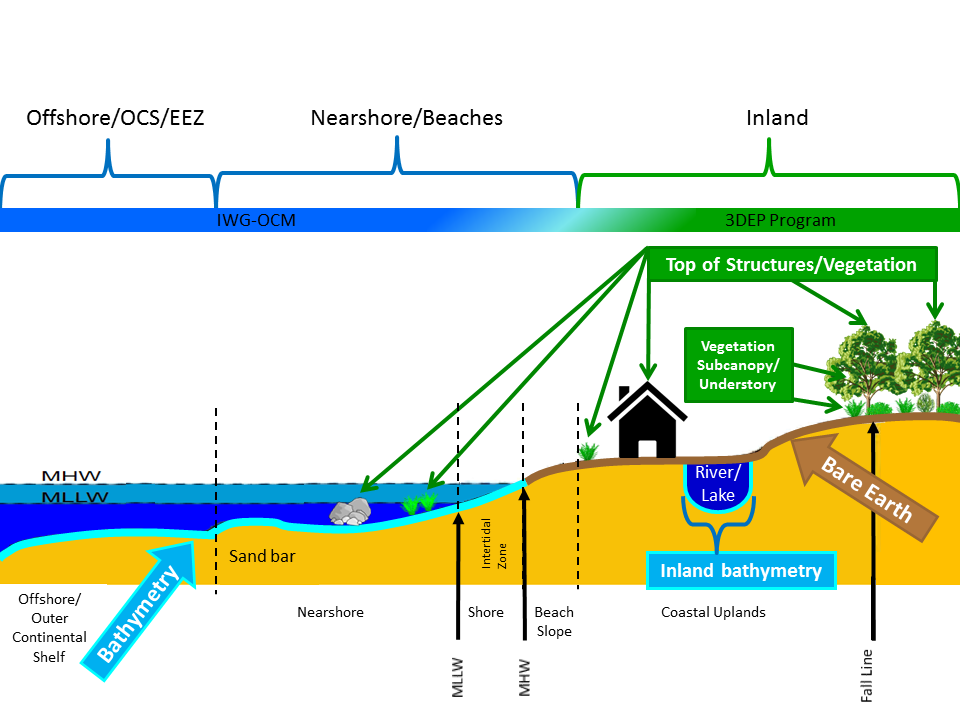 Offshore/OCS/EEZ
Nearshore/Beaches
Inland
IWG-OCM
3DEP Program
Top of Structures/Vegetation
Vegetation
Subcanopy/
Understory
MHW
MLLW
River/
Lake
Bare Earth
Sand bar
Intertidal
Zone
Bathymetry
Inland bathymetry
Offshore/
Outer
Continental
Shelf
Nearshore
Shore
Beach
Slope
Coastal Uplands
MLLW
MHW
Fall Line